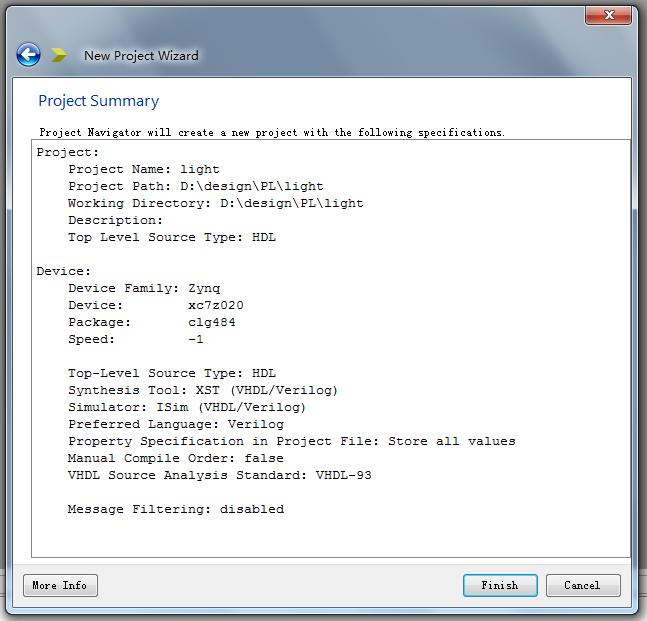 New Project Wizard
Project Summary
Project Navigator will create a new project with the following specifications.
Project:
Project Name: light
Project Path: D:\design\PL\light
Working Directory: D:\design\PL\light
Description:
Top Level Source Type: HDL
Device:
Device Family: Zynq
Device: xc7z020
Package: clg484
Speed: -1
Top-Level Source Type: HDL
Synthesis Tool: XST (VHDL/Verilog)
Simulator: ISim (VHDL/Verilog)
Preferred Language: Verilog
Property Specification in Project File: Store all values
Manual Compile Order: false
VHDL Source Analysis Standard: VHDL-93
Message Filtering: disabled
More Info Finish Cancel